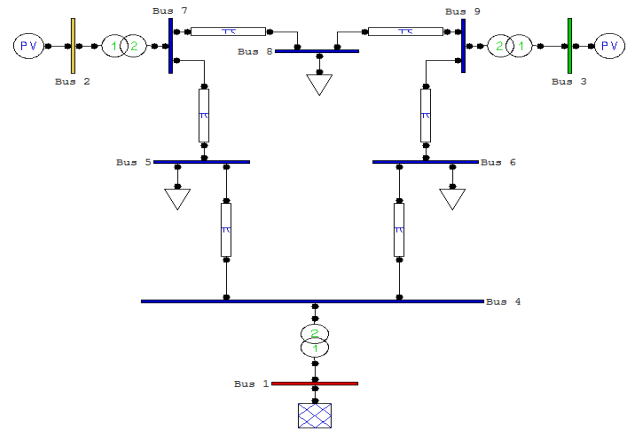 Bus 7
Bus 9
π
π
PV
1 2
2 1
PV
Bus 8
Bus 2
Bus 3
π
π
Bus 5
Bus 6
π
π
Bus 4
2
1
Bus 1